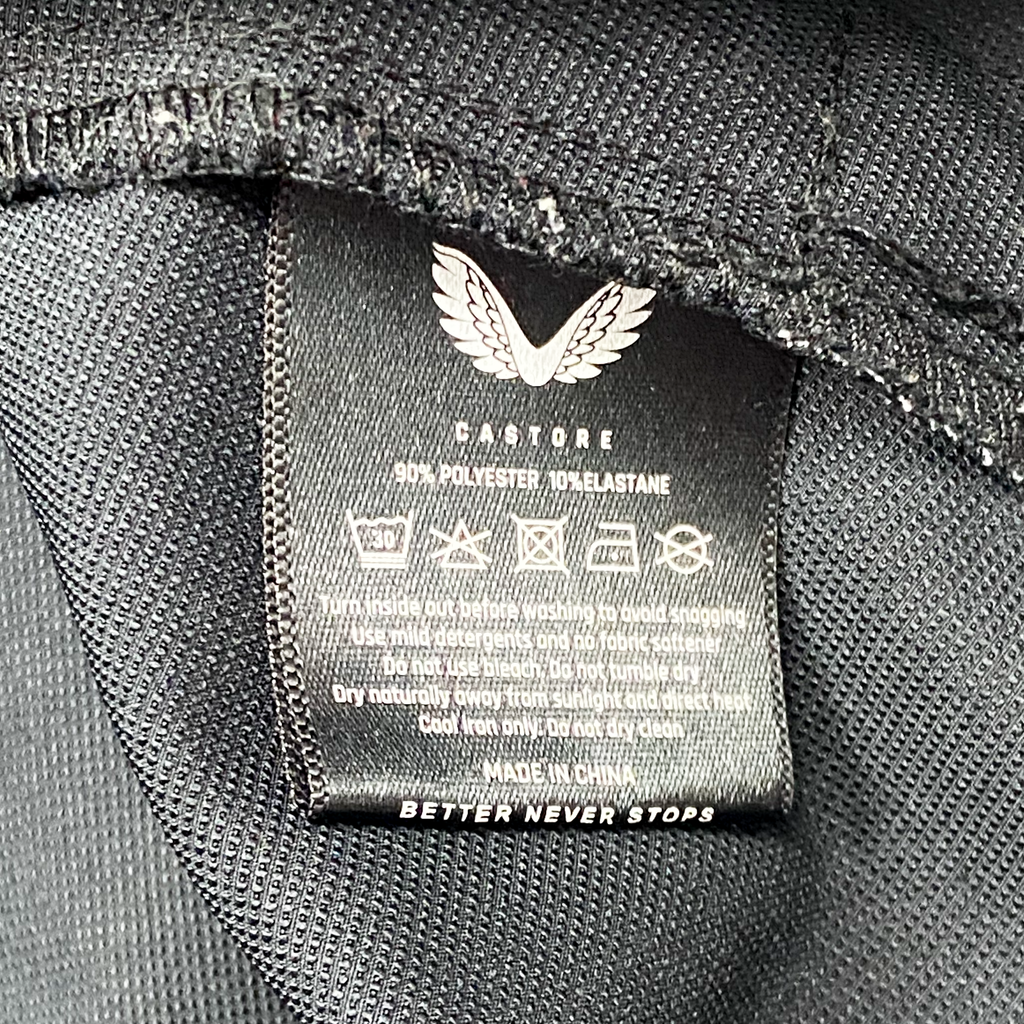 CASTORE
90% POLYESTER 10%ELASTANE
30
Turn inside out before washing to avoid snagging
Use mild detergents and no fabric softener
Do not use bleach. Do not tumble dry
Dry naturally away from sunlight and direct heat
Cool Iron only. Do not dry clean
MADE IN CHINA
BETTER NEVER STOPS